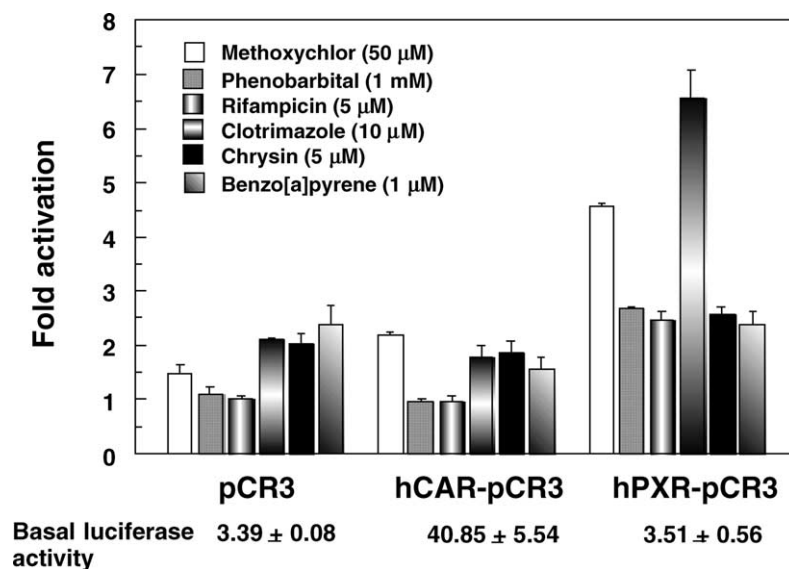 8
7
6
5
4
3
2
1
0
Fold activation
Methoxychlor (50 μM)
Phenobarbital (1 mM)
Rifampicin (5 μM)
Clotrimazole (10 μM)
Chrysin (5 μM)
Benzo[a]pyrene (1 μM)
pCR3 hCAR-pCR3 hPXR-pCR3
Basal luciferase 3.39 ± 0.08 40.85 ± 5.54 3.51 ± 0.56
activity